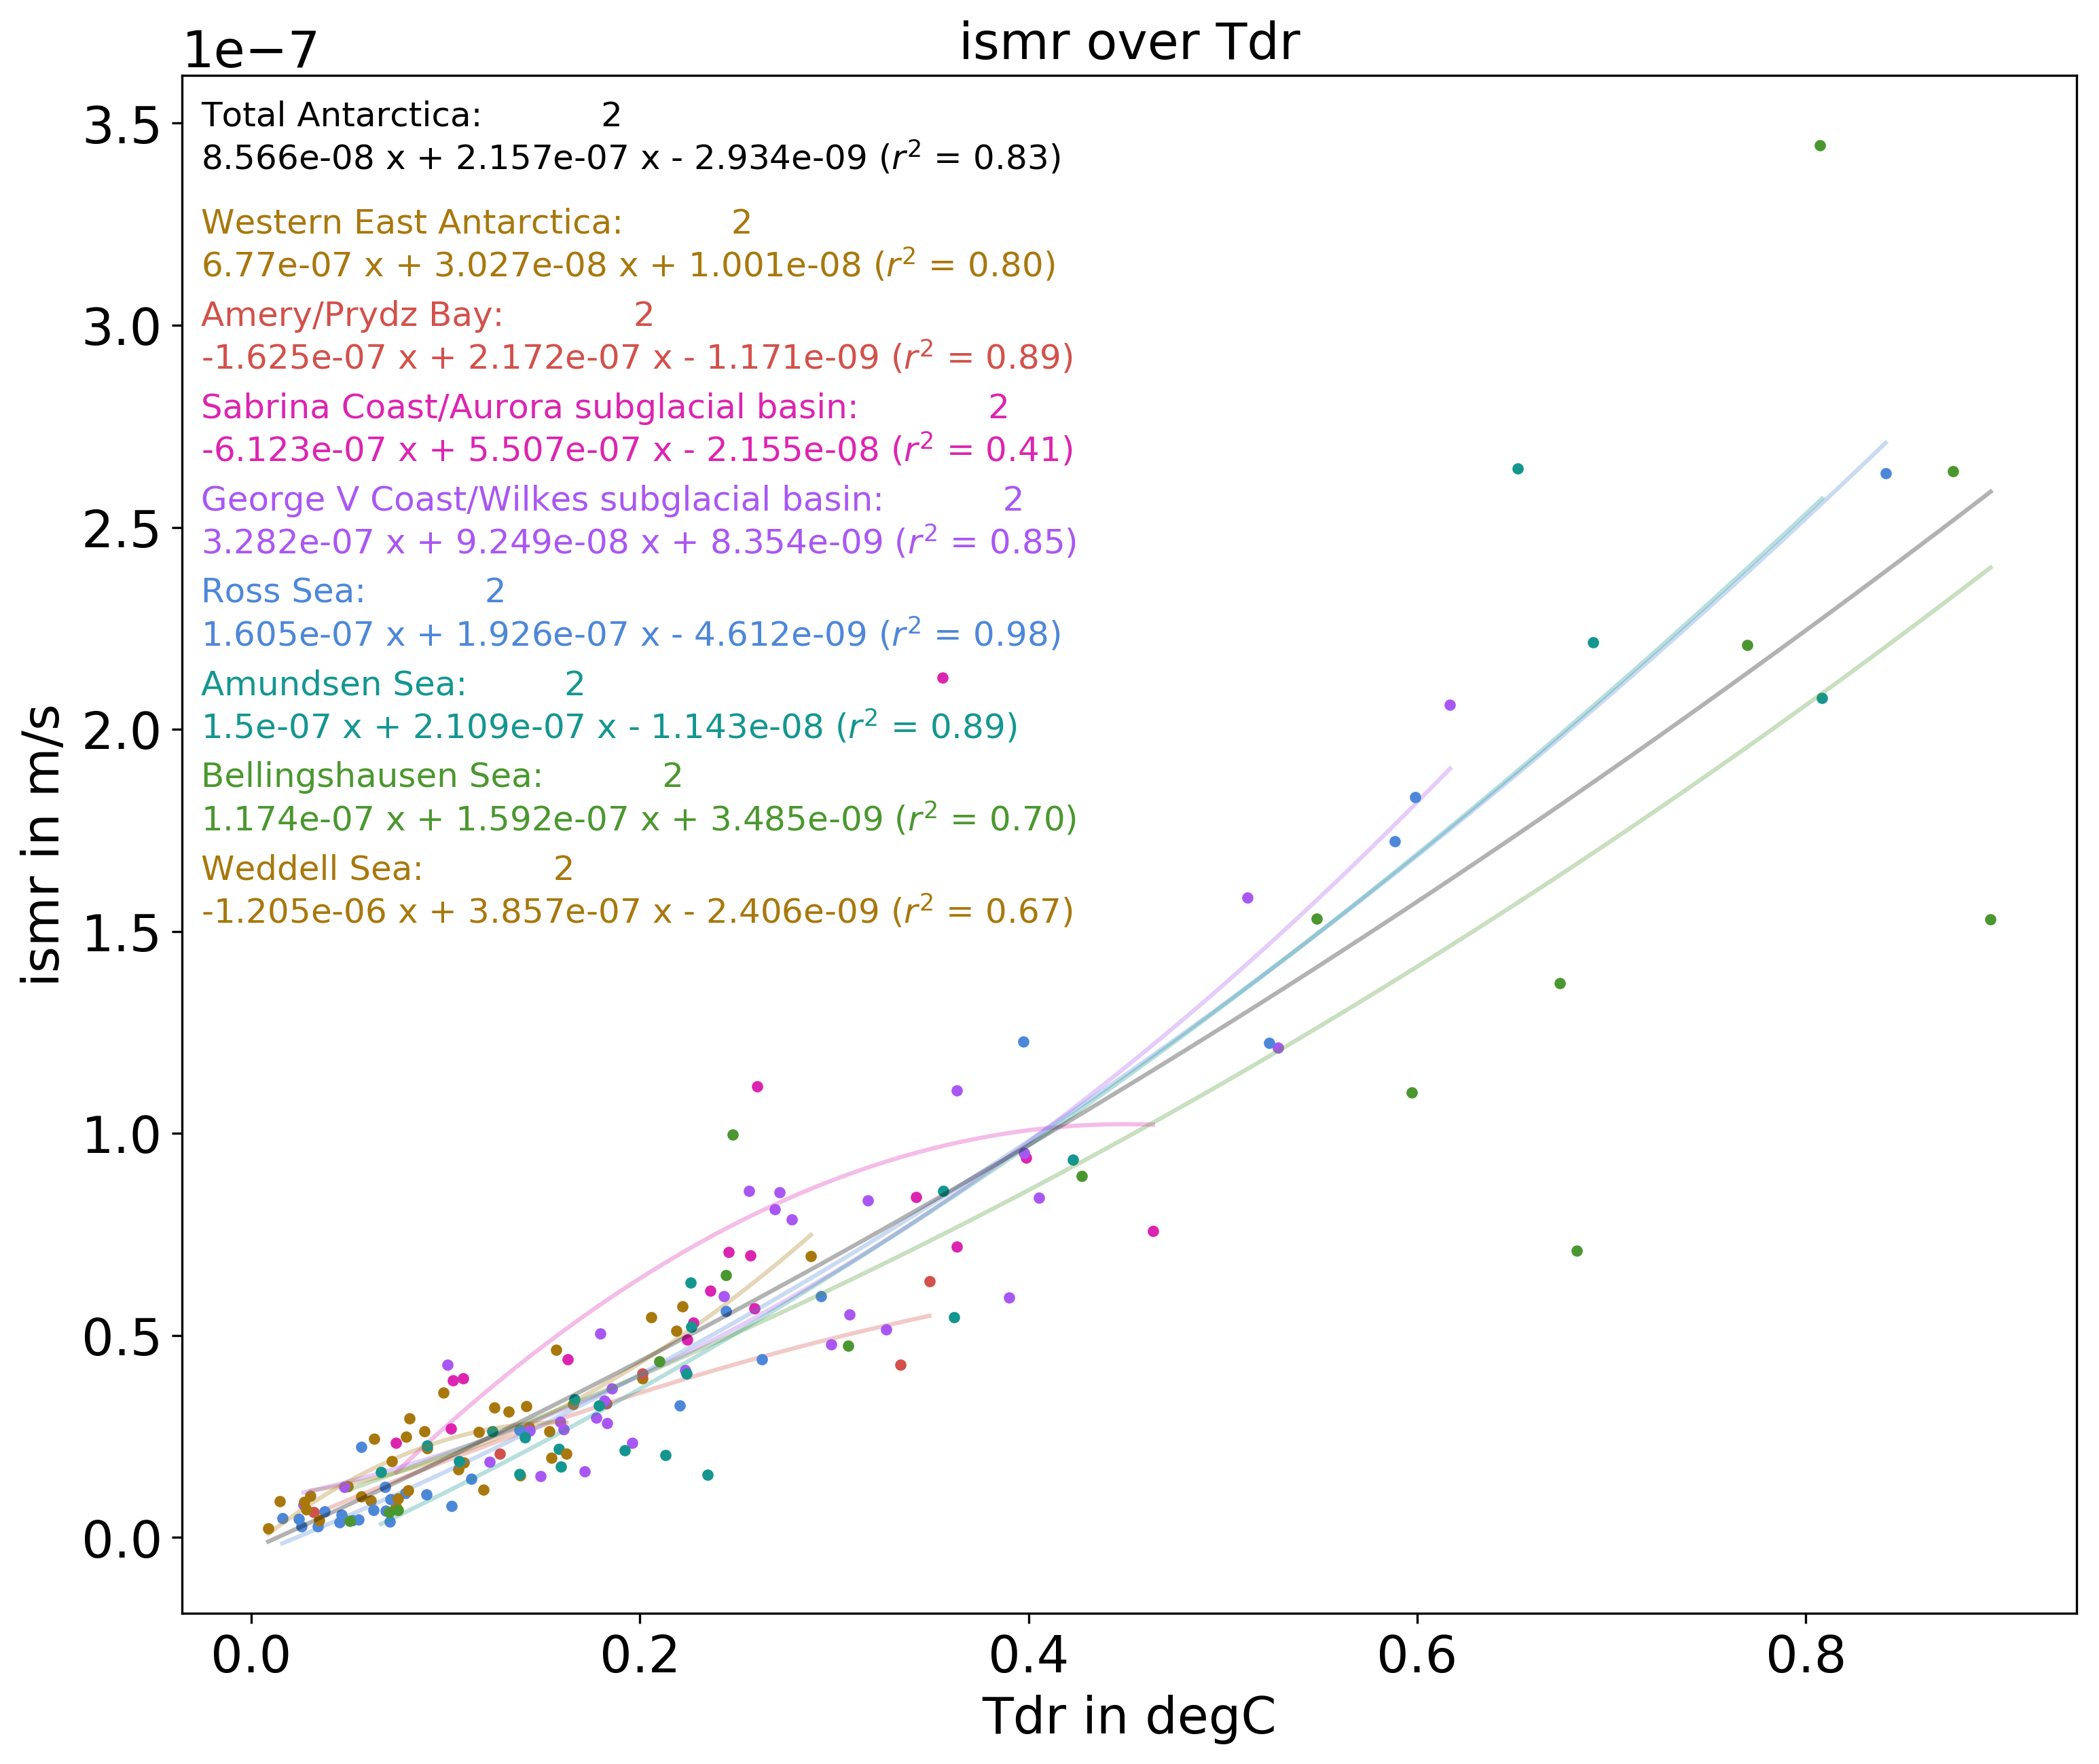 ismr over Tdr
1e−7
Total Antarctica: 2
8.566e-08 x + 2.157e-07 x - 2.934e-09 (r² = 0.83)
Western East Antarctica: 2
6.77e-07 x + 3.027e-08 x + 1.001e-08 (r² = 0.80)
Amery/Prydz Bay: 2
-1.625e-07 x + 2.172e-07 x - 1.171e-09 (r² = 0.89)
Sabrina Coast/Aurora subglacial basin: 2
-6.123e-07 x + 5.507e-07 x - 2.155e-08 (r² = 0.41)
George V Coast/Wilkes subglacial basin: 2
3.282e-07 x + 9.249e-08 x + 8.354e-09 (r² = 0.85)
Ross Sea: 2
1.605e-07 x + 1.926e-07 x - 4.612e-09 (r² = 0.98)
Amundsen Sea: 2
1.5e-07 x + 2.109e-07 x - 1.143e-08 (r² = 0.89)
Bellingshausen Sea: 2
1.174e-07 x + 1.592e-07 x + 3.485e-09 (r² = 0.70)
Weddell Sea: 2
-1.205e-06 x + 3.857e-07 x - 2.406e-09 (r² = 0.67)
3.5
3.0
2.5
2.0
1.5
1.0
0.5
0.0
ismr in m/s
0.0 0.2 0.4 0.6 0.8
Tdr in degC